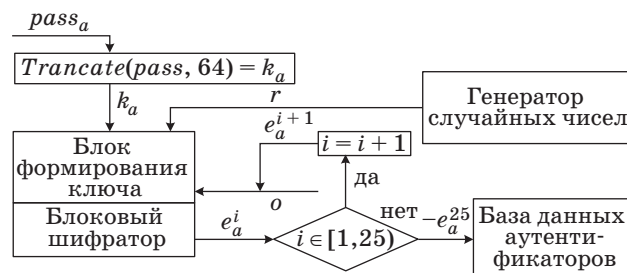 pass_a
Trancate(pass, 64) = k_a
k_a
r
Генератор
случайных чисел
e_a^{i+1}
i = i + 1
Блок
формирования
ключа
o
да
Блоковый
шифратор
e_a^i
i ∈ [1,25)
нет
–e_a^{25}
База данных
аутенти-
фикаторов